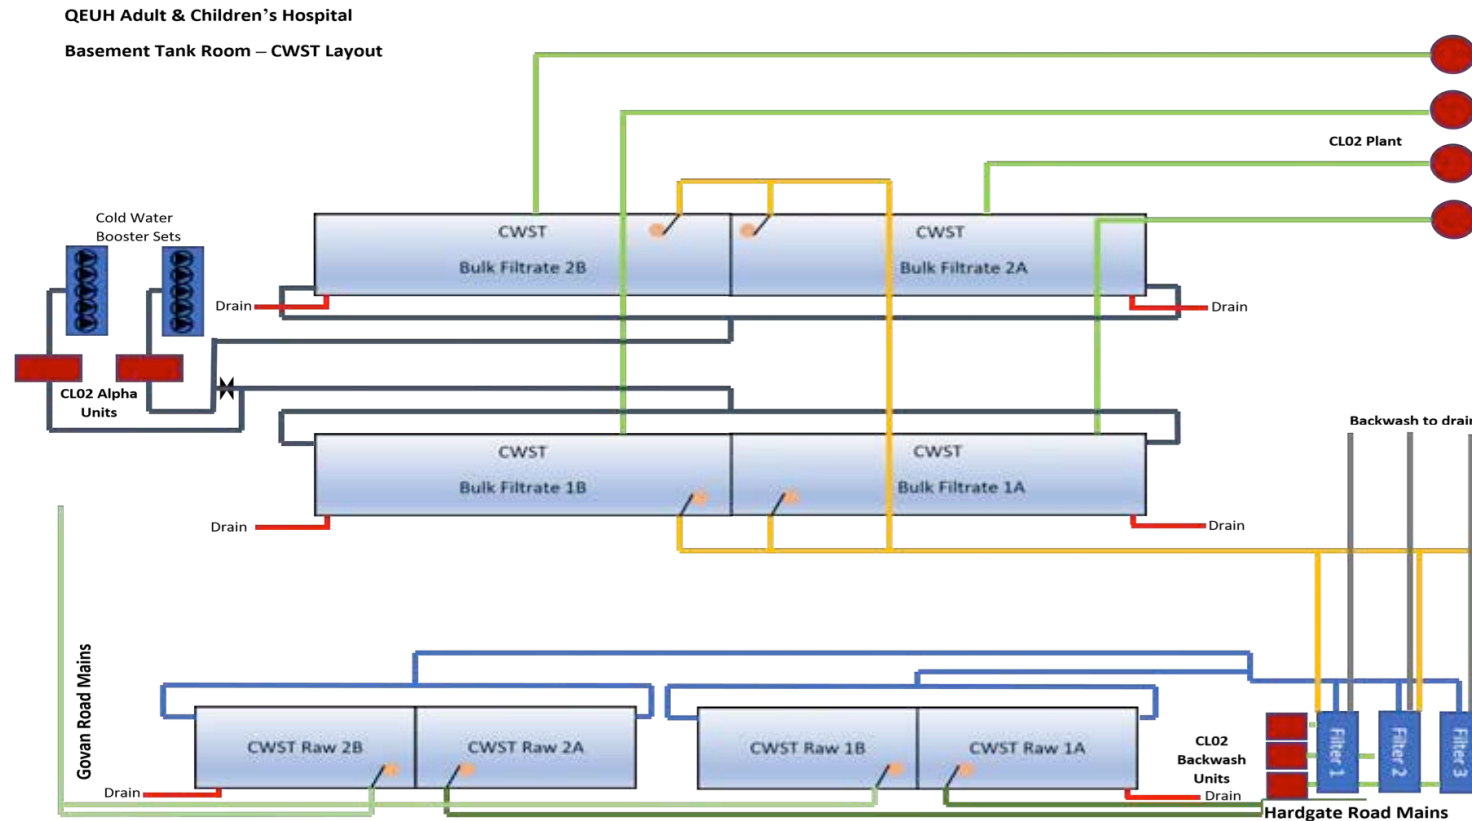 QEUH Adult & Children's Hospital
Basement Tank Room – CWST Layout
CL02 Plant
Cold Water
Booster Sets
CWST
Bulk Filtrate 2B
CWST
Bulk Filtrate 2A
Drain
Drain
CL02 Alpha
Units
CWST
Bulk Filtrate 1B
CWST
Bulk Filtrate 1A
Drain
Drain
Backwash to drain
Govan Road Mains
CWST Raw 2B
CWST Raw 2A
CWST Raw 1B
CWST Raw 1A
Drain
Drain
CL02
Backwash
Units
Filter 1
Filter 2
Filter 3
Hardgate Road Mains